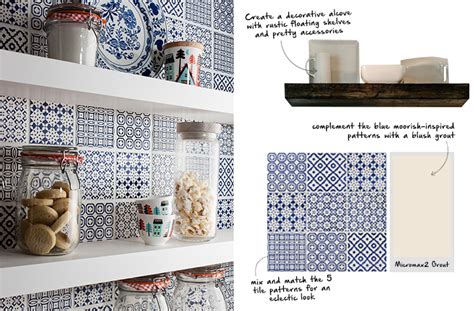 Create a decorative alcove
with rustic floating shelves
and pretty accessories
complement the blue moorish-inspired
patterns with a blush grout
Micromax2 Grout
mix and match the 5
tile patterns for an
eclectic look